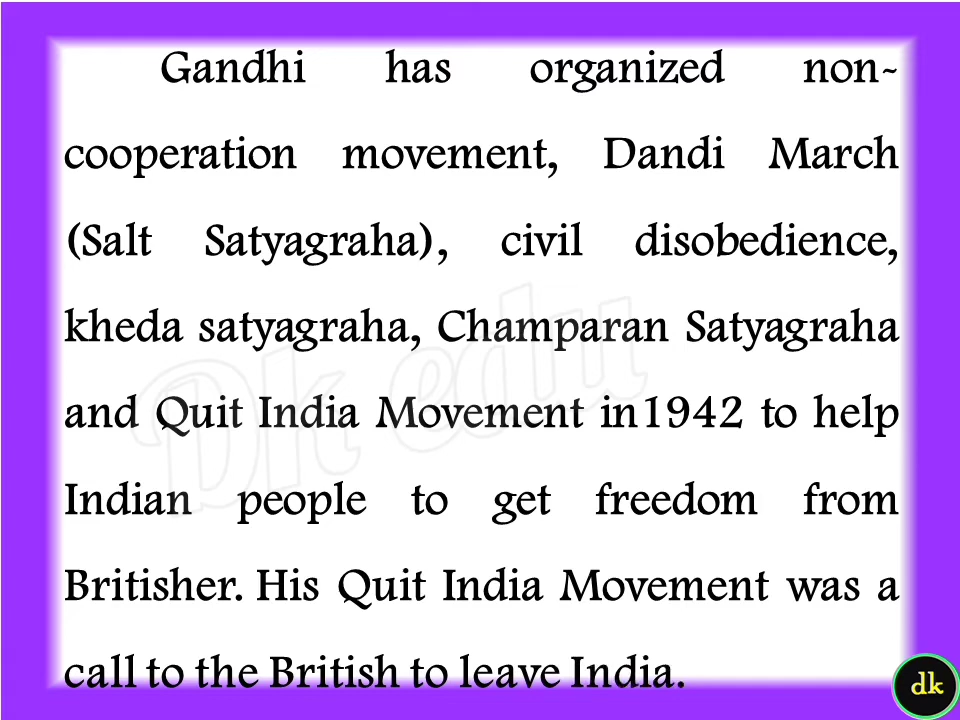 Gandhi has organized non-
cooperation movement, Dandi March
(Salt Satyagraha), civil disobedience,
kheda satyagraha, Champaran Satyagraha
and Quit India Movement in1942 to help
Indian people to get freedom from
Britisher. His Quit India Movement was a
call to the British to leave India.
Dk edu
dk